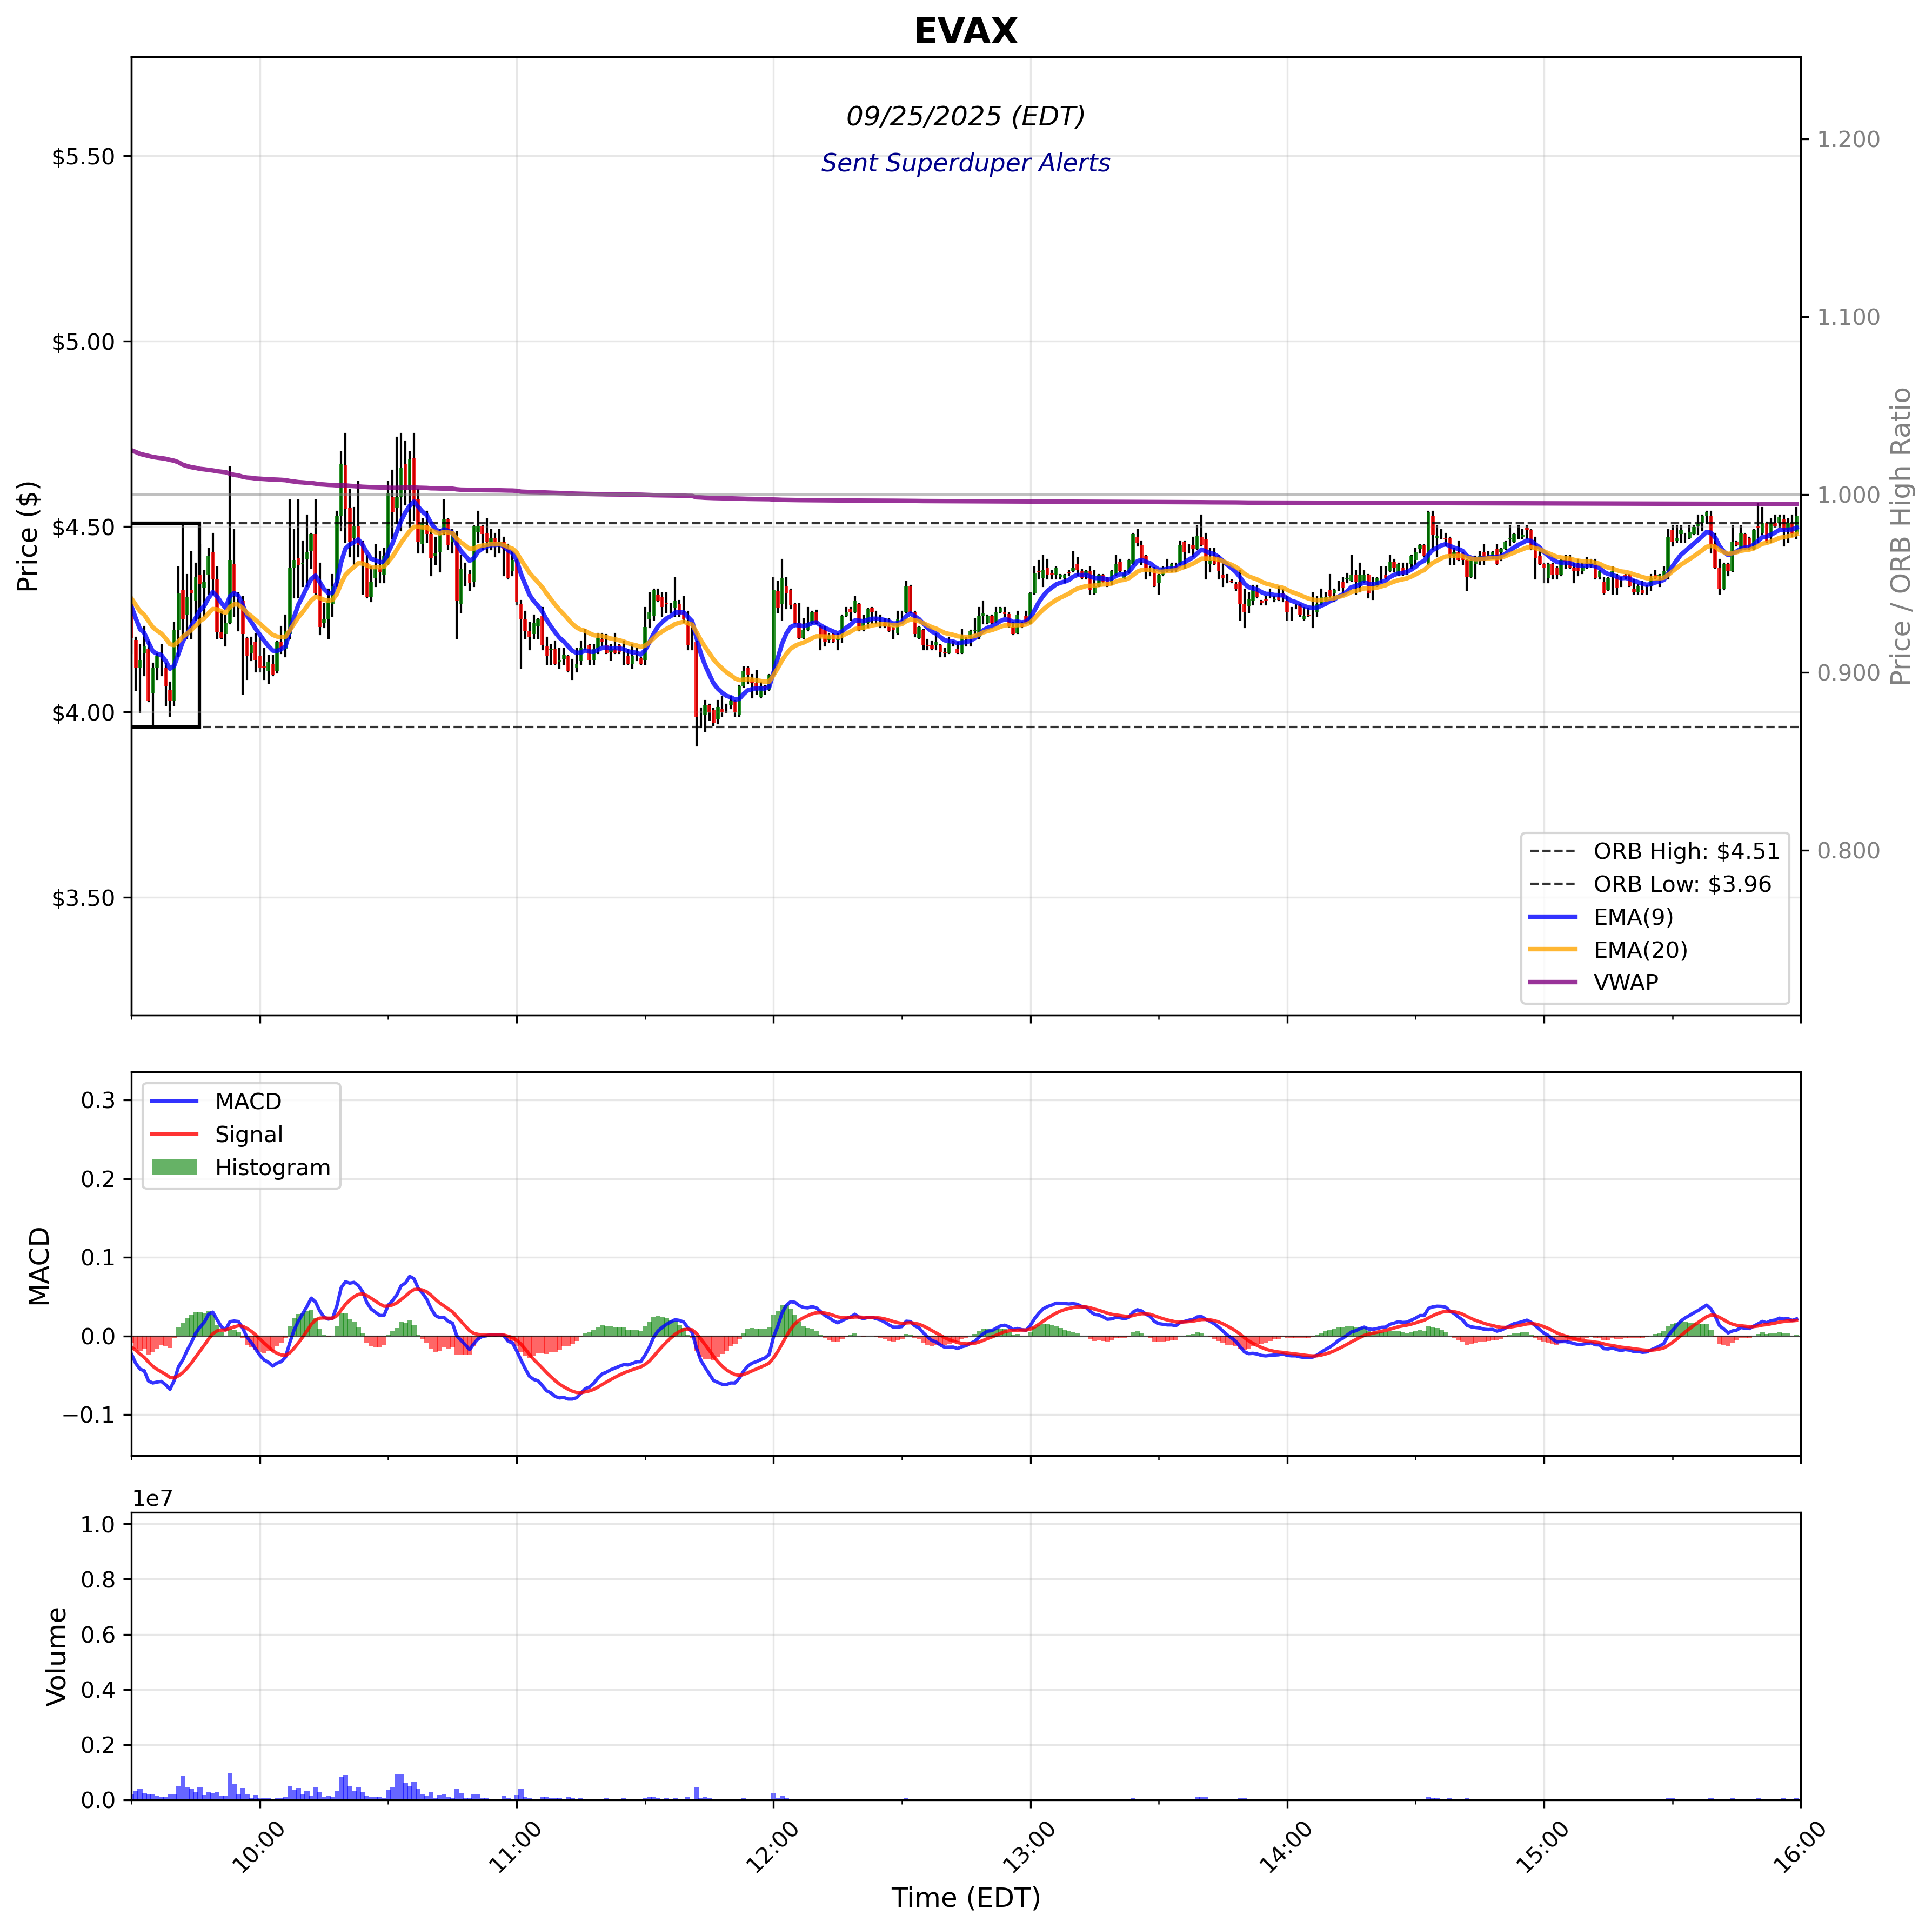 EVAX
09/25/2025 (EDT)
Sent Superduper Alerts
Price ($)
$5.50
$5.00
$4.50
$4.00
$3.50
1.200
1.100
1.000
0.900
0.800
Price / ORB High Ratio
ORB High: $4.51
ORB Low: $3.96
EMA(9)
EMA(20)
VWAP
MACD
0.3
0.2
0.1
0.0
−0.1
MACD
Signal
Histogram
1e7
Volume
1.0
0.8
0.6
0.4
0.2
0.0
10:00
11:00
12:00
13:00
14:00
15:00
16:00
Time (EDT)